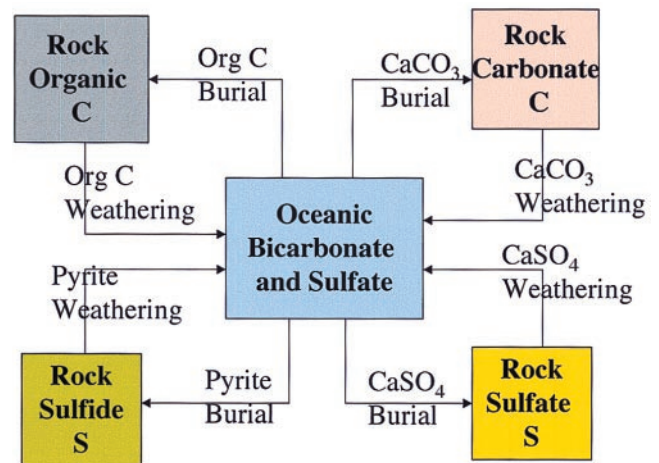 Rock
Organic
C
Org C
Burial
CaCO₃
Burial
Rock
Carbonate
C
Org C
Weathering
CaCO₃
Weathering
Oceanic
Bicarbonate
and Sulfate
Pyrite
Weathering
CaSO₄
Weathering
Rock
Sulfide
S
Pyrite
Burial
CaSO₄
Burial
Rock
Sulfate
S